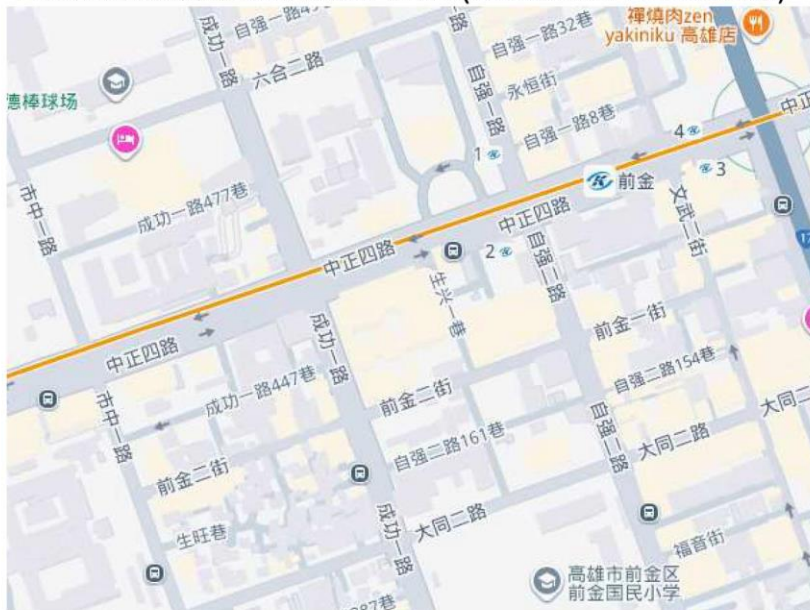 自强一路
成功一路
六合二路
自强一路32巷
禪燒肉zen
yakiniku 高雄店
永恒街
自强一路
自强一路8巷
德棒球场
1
4
3
前金
中正四路
文武二街
市中一路
成功一路477巷
中正四路
2
自强二路
生兴一巷
中正四路
成功一路
前金一街
成功一路447巷
前金二街
自强二路154巷
市中一路
自强二路161巷
自强二路
大同二路
前金二街
成功一路
大同二路
生旺巷
福音街
高雄市前金区
前金国民小学